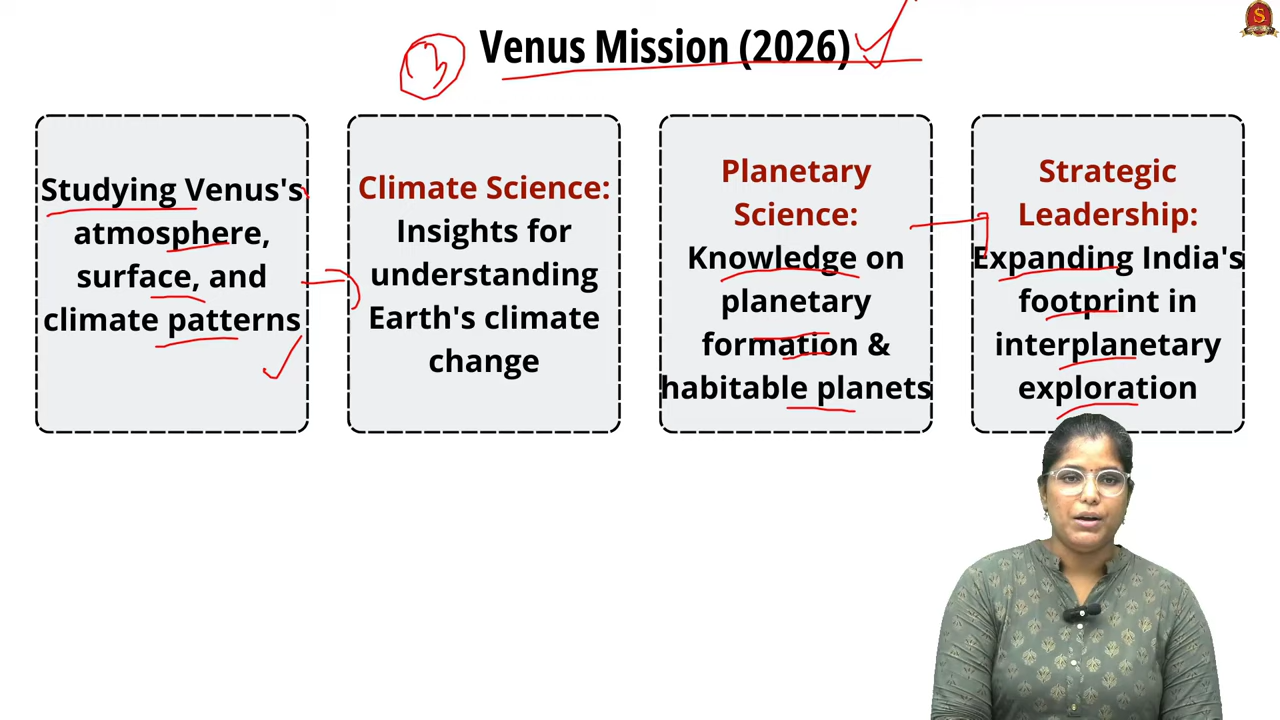 Venus Mission (2026)
3
Studying Venus's
atmosphere,
surface, and
climate patterns
Climate Science:
Insights for
understanding
Earth's climate
change
Planetary
Science:
Knowledge on
planetary
formation &
habitable planets
Strategic
Leadership:
Expanding India's
footprint in
interplanetary
exploration